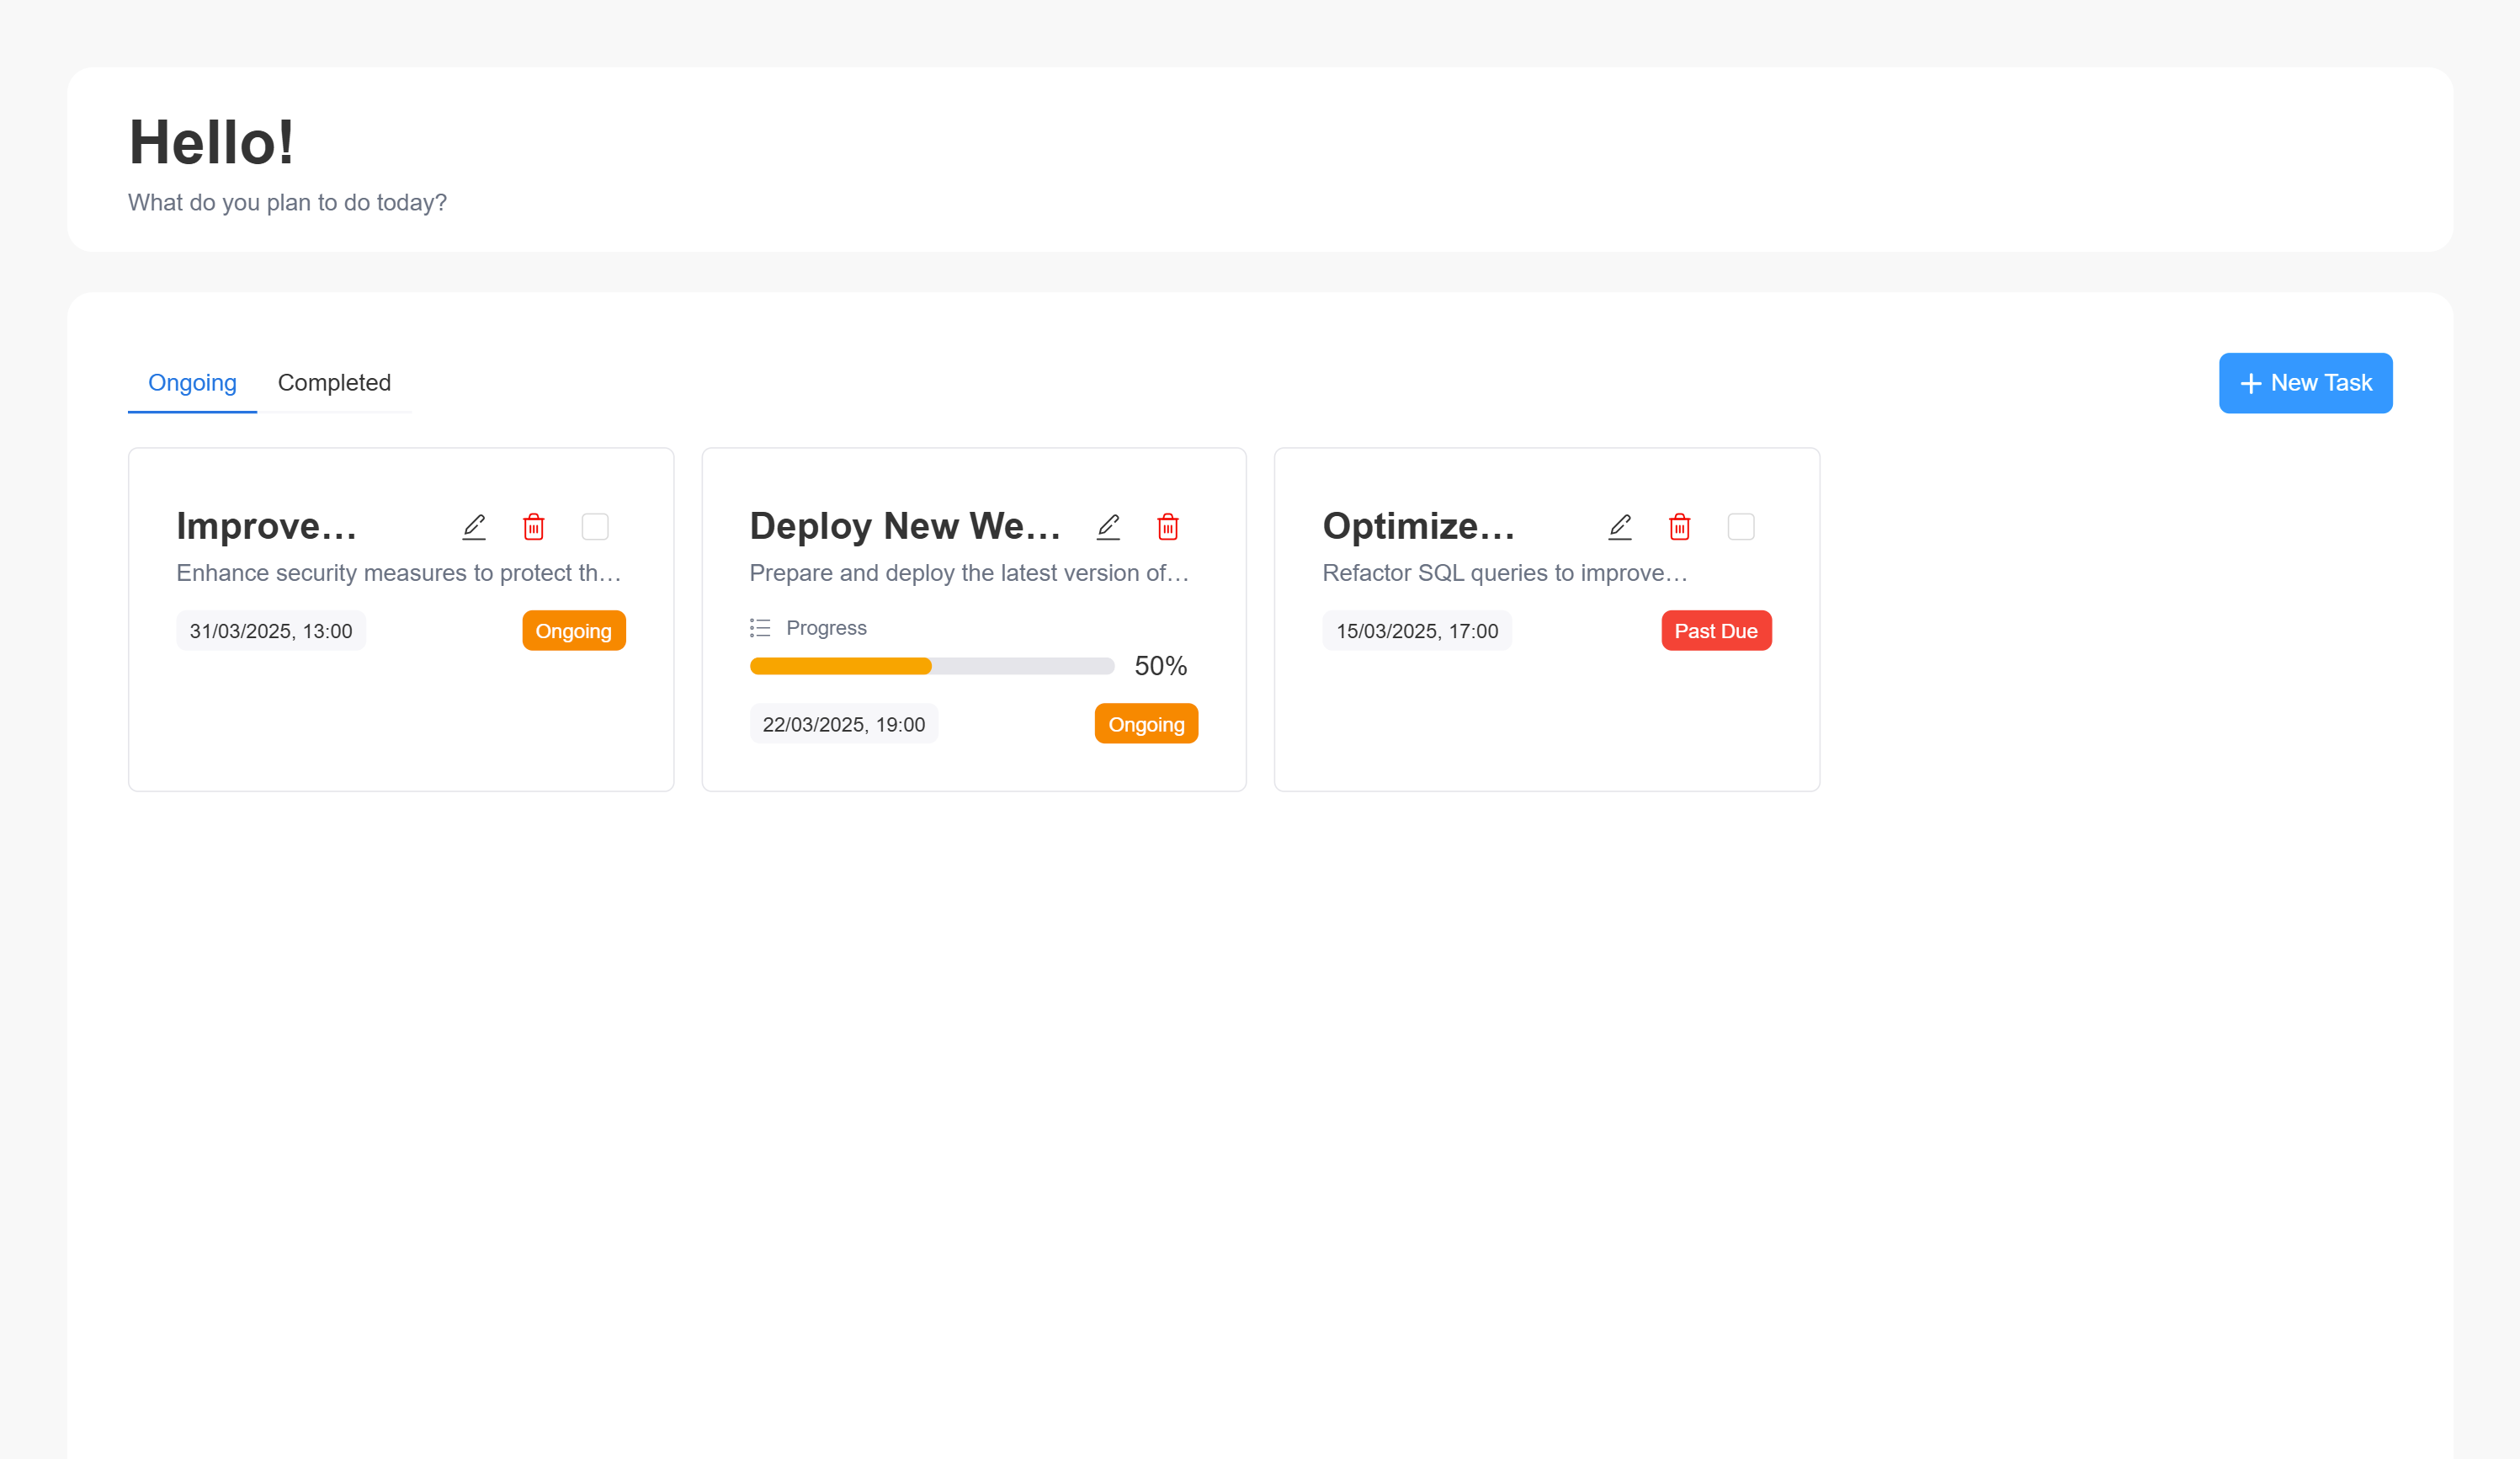 Hello!
What do you plan to do today?
Ongoing
Completed
New Task
Improve...
Enhance security measures to protect th...
31/03/2025, 13:00
Ongoing
Deploy New We...
Prepare and deploy the latest version of...
Progress
50%
22/03/2025, 19:00
Ongoing
Optimize...
Refactor SQL queries to improve...
15/03/2025, 17:00
Past Due